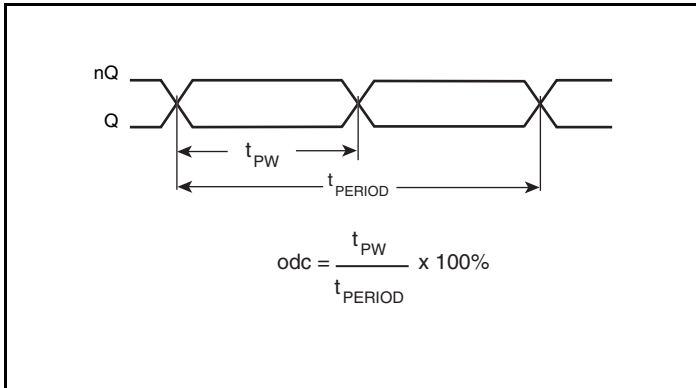 nQ
Q
tPW
tPERIOD
tPW
odc = x 100%
tPERIOD